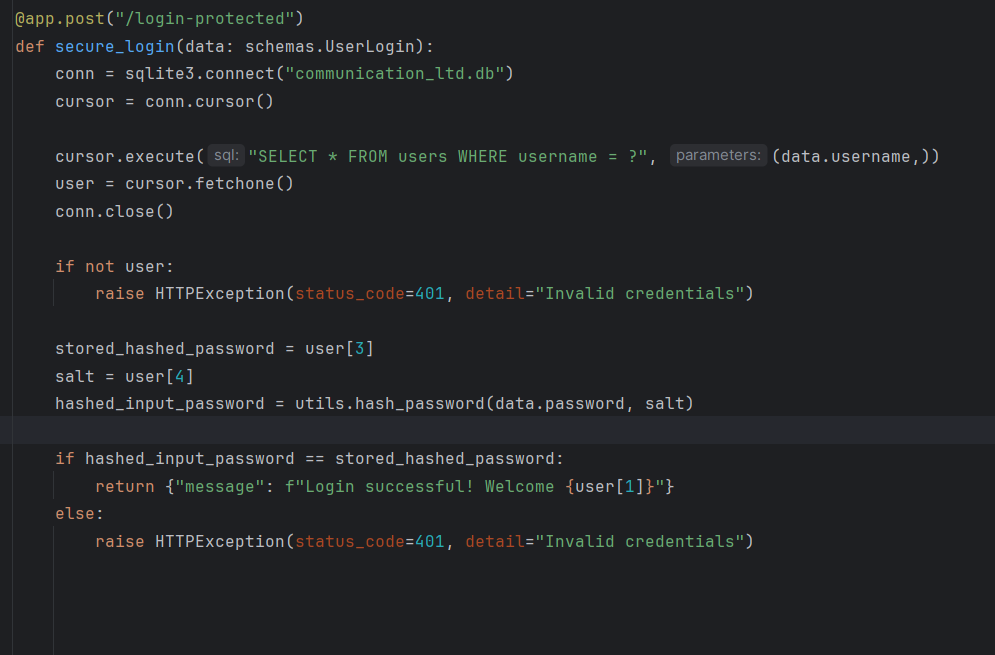 @app.post("/login-protected")
def secure_login(data: schemas.UserLogin):
    conn = sqlite3.connect("communication_ltd.db")
    cursor = conn.cursor()
    cursor.execute( sql: "SELECT * FROM users WHERE username = ?", parameters: (data.username,))
    user = cursor.fetchone()
    conn.close()
    if not user:
        raise HTTPException(status_code=401, detail="Invalid credentials")
    stored_hashed_password = user[3]
    salt = user[4]
    hashed_input_password = utils.hash_password(data.password, salt)
    if hashed_input_password == stored_hashed_password:
        return {"message": f"Login successful! Welcome {user[1]}"}
    else:
        raise HTTPException(status_code=401, detail="Invalid credentials")